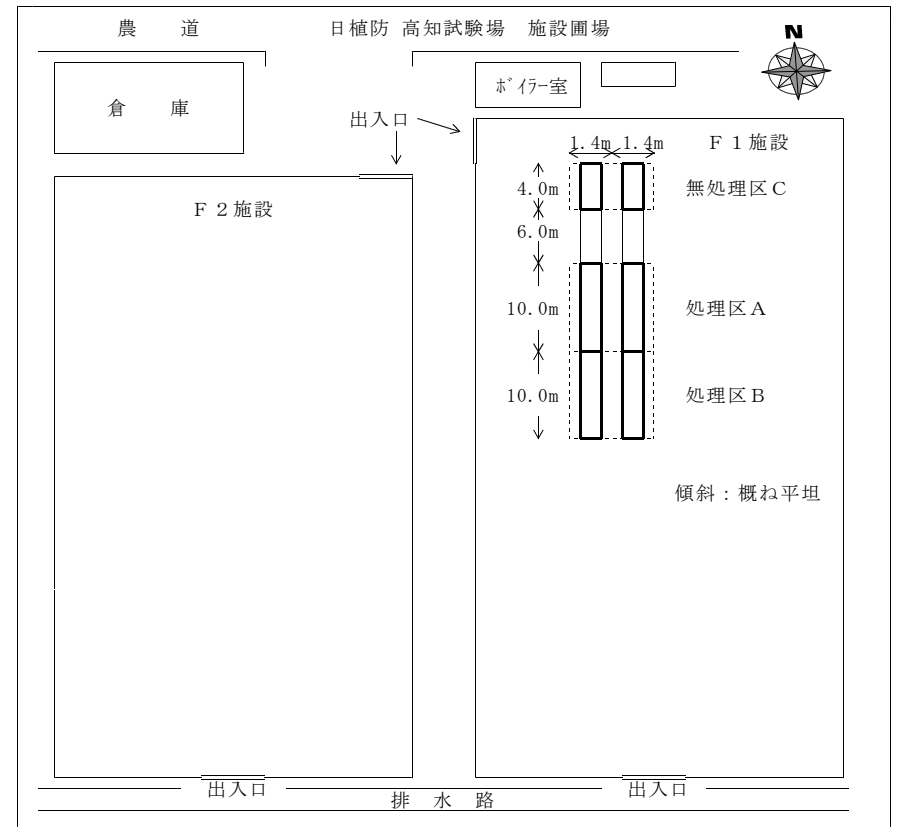 農　　道
日植防 高知試験場　施設圃場
N
倉　　庫
ﾎﾞｲﾗｰ室
出入口
1.4m 1.4m
Ｆ１施設
4.0m
無処理区Ｃ
Ｆ２施設
6.0m
10.0m
処理区Ａ
10.0m
処理区Ｂ
傾斜：概ね平坦
出入口
出入口
排　水　路